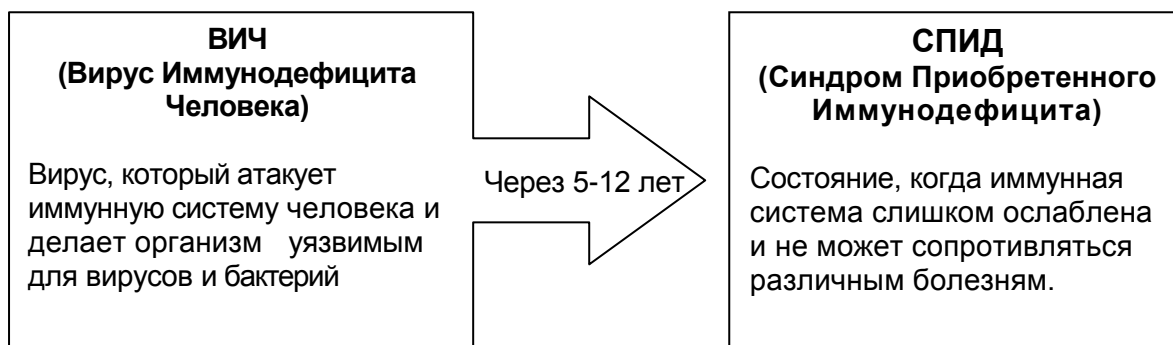 ВИЧ
(Вирус Иммунодефицита
Человека)
Вирус, который атакует
иммунную систему человека и
делает организм уязвимым
для вирусов и бактерий
Через 5-12 лет
СПИД
(Синдром Приобретенного
Иммунодефицита)
Состояние, когда иммунная
система слишком ослаблена
и не может сопротивляться
различным болезням.